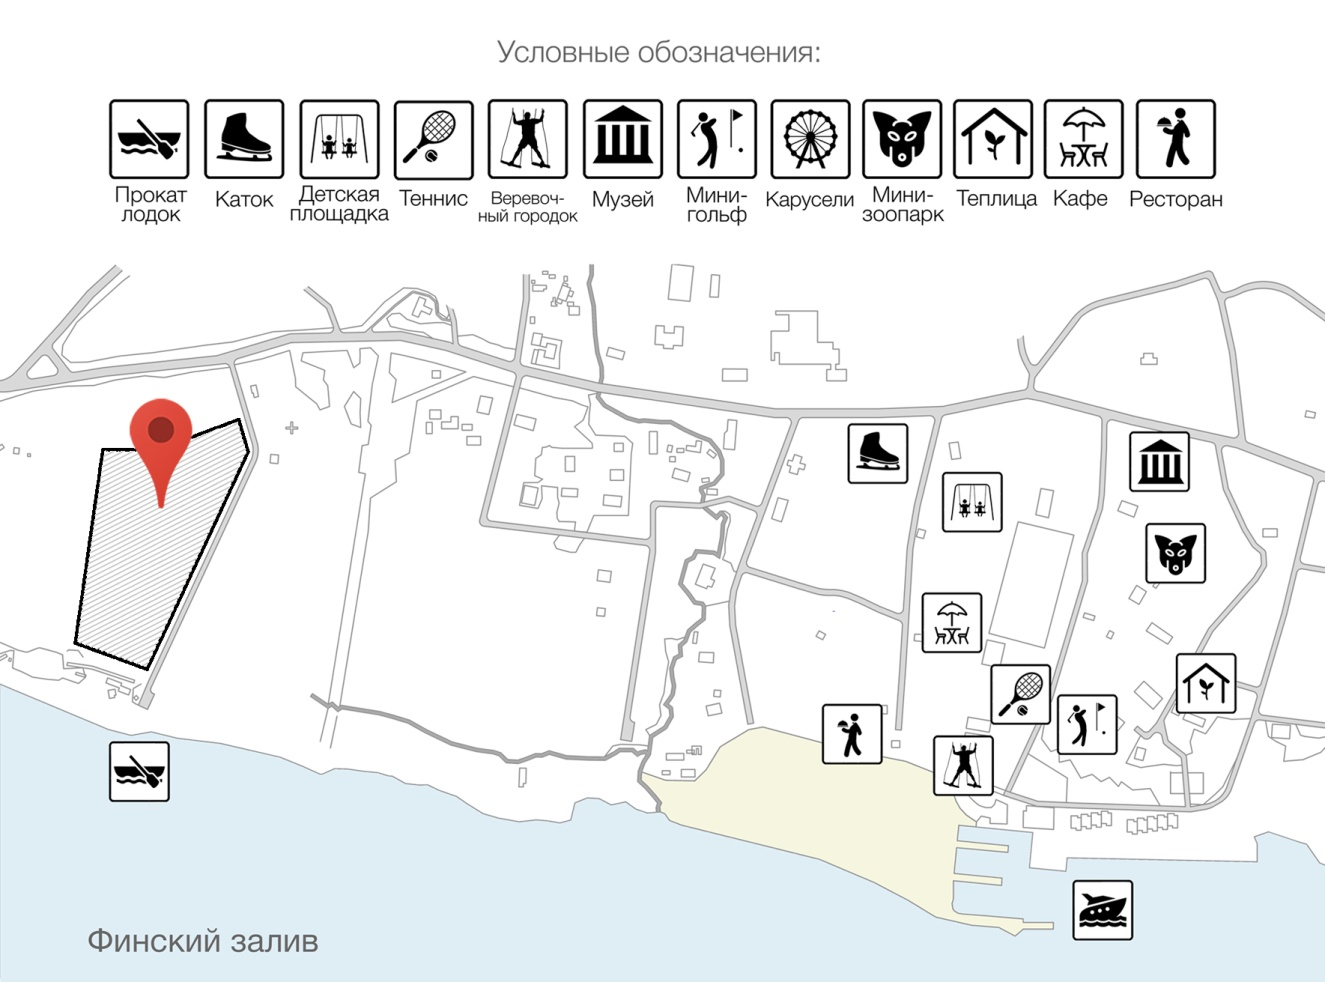 Условные обозначения:
Прокат
лодок
Каток
Детская
площадка
Теннис
Веревоч-
ный городок
Музей
Мини-
гольф
Карусели
Мини-
зоопарк
Теплица
Кафе
Ресторан
Финский залив